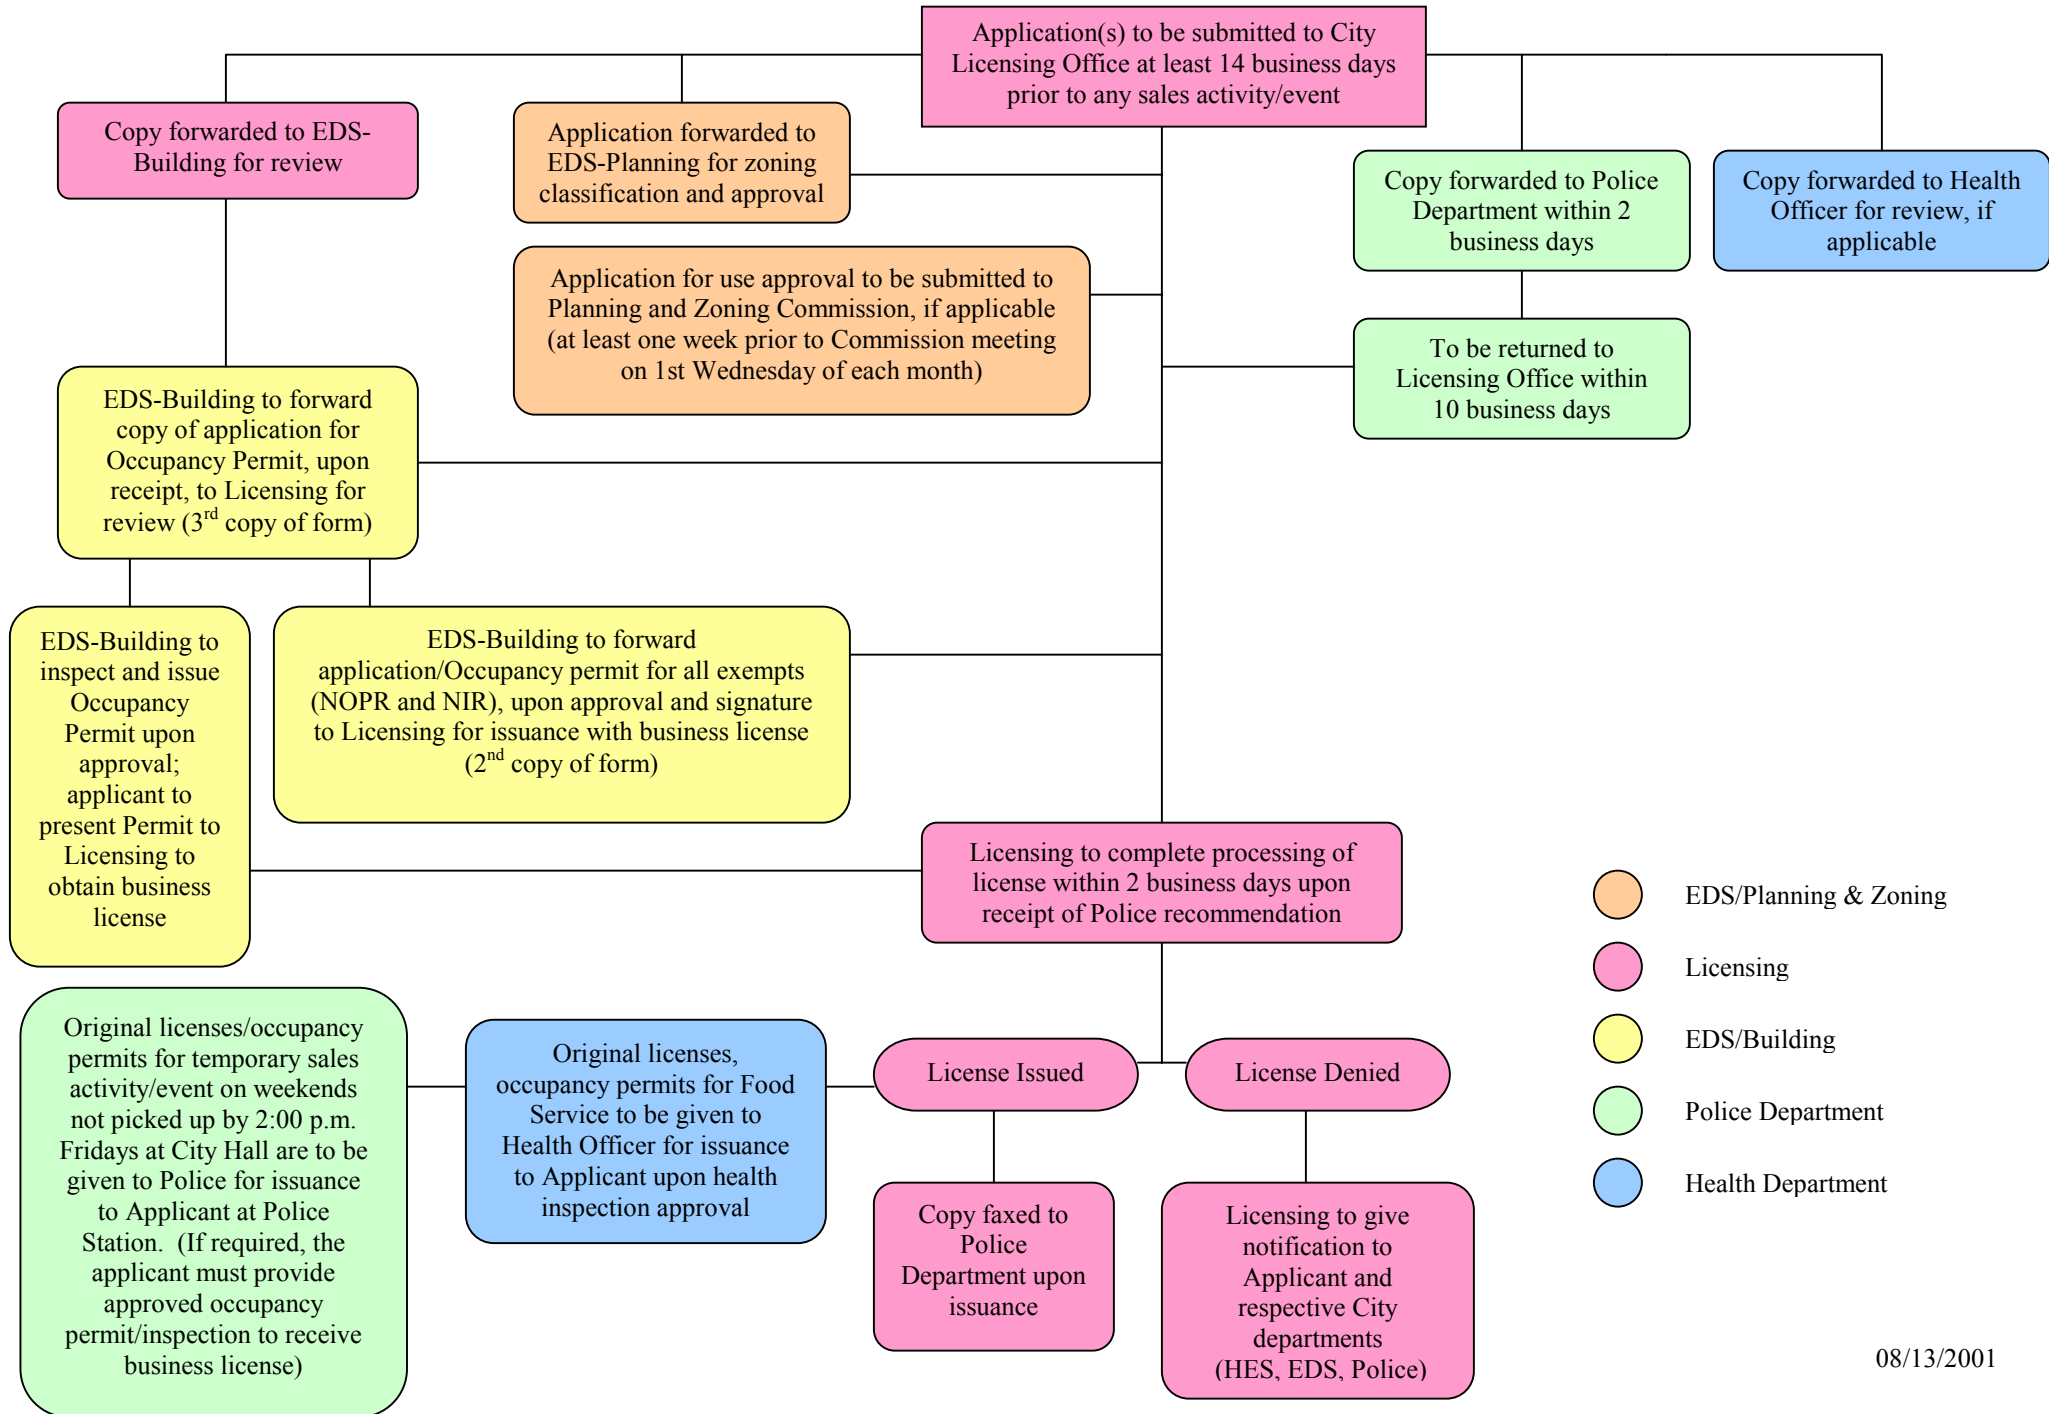 Application(s) to be submitted to City
Licensing Office at least 14 business days
prior to any sales activity/event
Copy forwarded to EDS-
Building for review
Application forwarded to
EDS-Planning for zoning
classification and approval
Copy forwarded to Police
Department within 2
business days
Copy forwarded to Health
Officer for review, if
applicable
Application for use approval to be submitted to
Planning and Zoning Commission, if applicable
(at least one week prior to Commission meeting
on 1st Wednesday of each month)
To be returned to
Licensing Office within
10 business days
EDS-Building to forward
copy of application for
Occupancy Permit, upon
receipt, to Licensing for
review (3rd copy of form)
EDS-Building to
inspect and issue
Occupancy
Permit upon
approval;
applicant to
present Permit to
Licensing to
obtain business
license
EDS-Building to forward
application/Occupancy permit for all exempts
(NOPR and NIR), upon approval and signature
to Licensing for issuance with business license
(2nd copy of form)
Licensing to complete processing of
license within 2 business days upon
receipt of Police recommendation
EDS/Planning & Zoning
Licensing
EDS/Building
Police Department
Health Department
Original licenses/occupancy
permits for temporary sales
activity/event on weekends
not picked up by 2:00 p.m.
Fridays at City Hall are to be
given to Police for issuance
to Applicant at Police
Station.  (If required, the
applicant must provide
approved occupancy
permit/inspection to receive
business license)
Original licenses,
occupancy permits for Food
Service to be given to
Health Officer for issuance
to Applicant upon health
inspection approval
License Issued
License Denied
Copy faxed to
Police
Department upon
issuance
Licensing to give
notification to
Applicant and
respective City
departments
(HES, EDS, Police)
08/13/2001